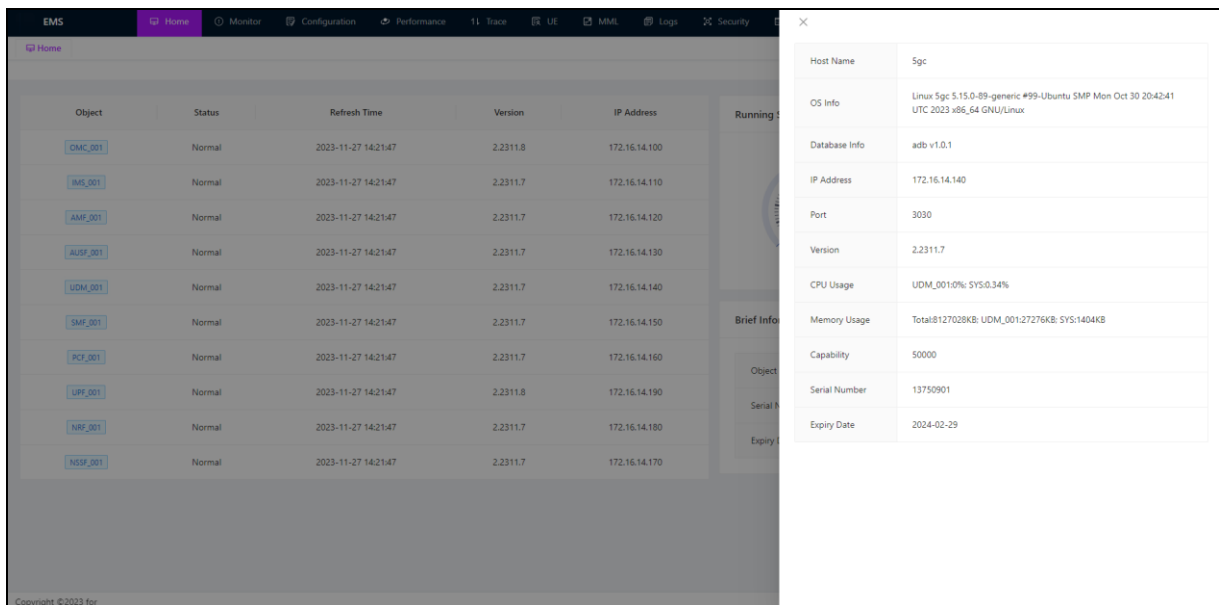 EMS Home Monitor Configuration Performance Trace UE MML Logs Security
Home
Object Status Refresh Time Version IP Address
OMC_001 Normal 2023-11-27 14:21:47 2.2311.8 172.16.14.100
IMS_001 Normal 2023-11-27 14:21:47 2.2311.7 172.16.14.110
AMF_001 Normal 2023-11-27 14:21:47 2.2311.7 172.16.14.120
AUSF_001 Normal 2023-11-27 14:21:47 2.2311.7 172.16.14.130
UDM_001 Normal 2023-11-27 14:21:47 2.2311.7 172.16.14.140
SMF_001 Normal 2023-11-27 14:21:47 2.2311.7 172.16.14.150
PCF_001 Normal 2023-11-27 14:21:47 2.2311.7 172.16.14.160
UPF_001 Normal 2023-11-27 14:21:47 2.2311.8 172.16.14.190
NRF_001 Normal 2023-11-27 14:21:47 2.2311.7 172.16.14.180
NSSF_001 Normal 2023-11-27 14:21:47 2.2311.7 172.16.14.170
Running
Brief Info
Object
Serial
Expiry
Host Name 5gc
OS Info Linux 5gc 5.15.0-89-generic #99-Ubuntu SMP Mon Oct 30 20:42:41
UTC 2023 x86_64 GNU/Linux
Database Info adb v1.0.1
IP Address 172.16.14.140
Port 3030
Version 2.2311.7
CPU Usage UDM_001:0%; SYS:0.34%
Memory Usage Total:8127028KB; UDM_001:27276KB; SYS:1404KB
Capability 50000
Serial Number 13750901
Expiry Date 2024-02-29
Copyright ©2023 for